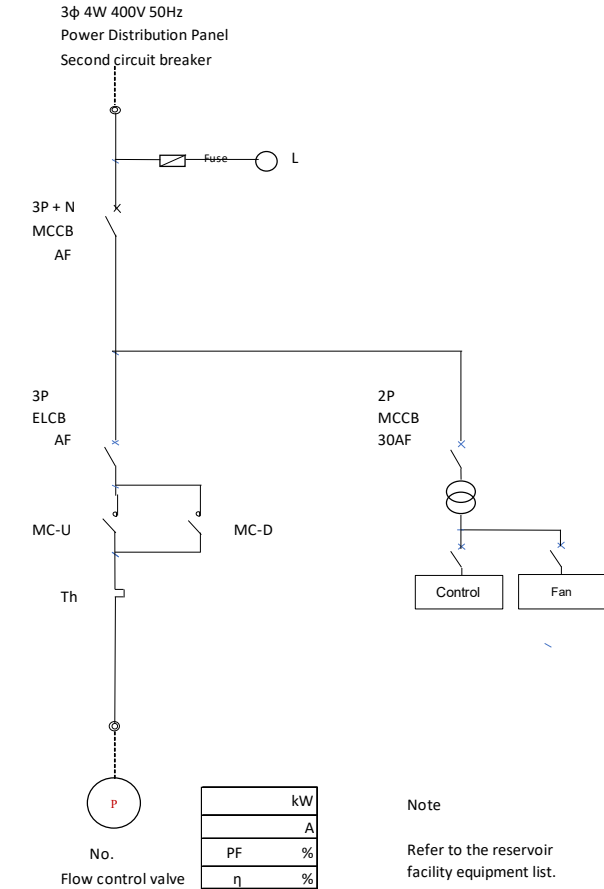 3ф 4W 400V 50Hz
Power Distribution Panel
Second circuit breaker
Fuse
L
3P + N
MCCB
AF
3P
ELCB
AF
2P
MCCB
30AF
MC-U
MC-D
Th
Control
Fan
P
No.
Flow control valve
kW
A
PF %
η %
Note
Refer to the reservoir
facility equipment list.